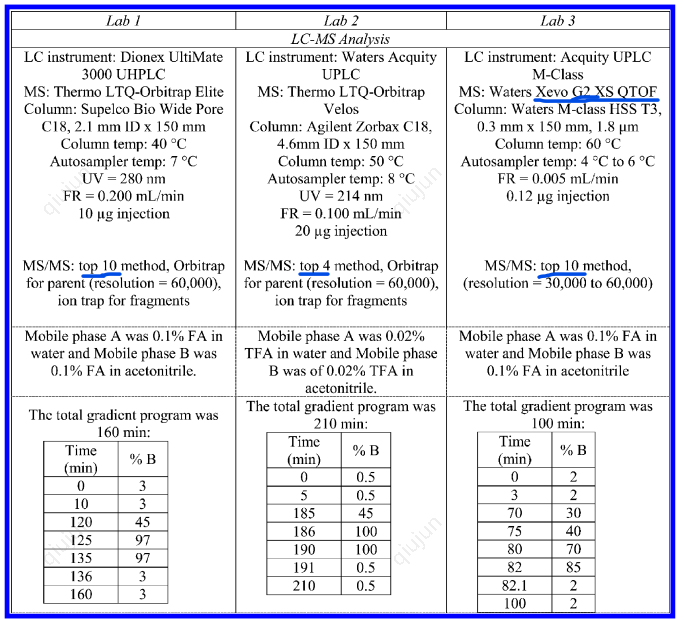 Lab 1 Lab 2 Lab 3
LC-MS Analysis
LC instrument: Dionex UltiMate
3000 UHPLC
MS: Thermo LTQ-Orbitrap Elite
Column: Supelco Bio Wide Pore
C18, 2.1 mm ID x 150 mm
Column temp: 40 °C
Autosampler temp: 7 °C
UV = 280 nm
FR = 0.200 mL/min
10 µg injection
LC instrument: Waters Acquity
UPLC
MS: Thermo LTQ-Orbitrap
Velos
Column: Agilent Zorbax C18,
4.6mm ID x 150 mm
Column temp: 50 °C
Autosampler temp: 8 °C
UV = 214 nm
FR = 0.100 mL/min
20 µg injection
LC instrument: Acquity UPLC
M-Class
MS: Waters Xevo G2 XS QTOF
Column: Waters M-class HSS T3,
0.3 mm x 150 mm, 1.8 µm
Column temp: 60 °C
Autosampler temp: 4 °C to 6 °C
FR = 0.005 mL/min
0.12 µg injection
MS/MS: top 10 method, Orbitrap
for parent (resolution = 60,000),
ion trap for fragments
MS/MS: top 4 method, Orbitrap
for parent (resolution = 60,000),
ion trap for fragments
MS/MS: top 10 method,
(resolution = 30,000 to 60,000)
Mobile phase A was 0.1% FA in
water and Mobile phase B was
0.1% FA in acetonitrile.
Mobile phase A was 0.02%
TFA in water and Mobile phase
B was of 0.02% TFA in
acetonitrile.
Mobile phase A was 0.1% FA in
water and Mobile phase B was
0.1% FA in acetonitrile
The total gradient program was
160 min:
Time
(min) % B
0 3
10 3
120 45
125 97
135 97
136 3
160 3
The total gradient program was
210 min:
Time
(min) % B
0 0.5
5 0.5
185 45
186 100
190 100
191 0.5
210 0.5
The total gradient program was
100 min:
Time
(min) % B
0 2
3 2
70 30
75 40
80 70
82 85
82.1 2
100 2
qiujun
qiujun
qiujun
qiujun